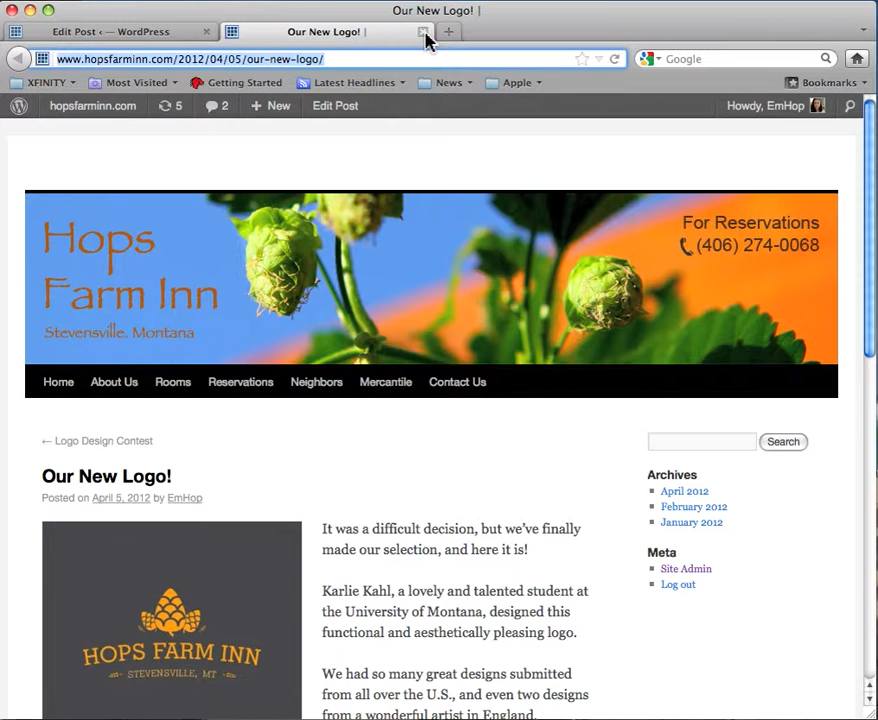 Our New Logo! |
Edit Post ‹ — WordPress
Our New Logo! |
www.hopsfarminn.com/2012/04/05/our-new-logo/
Google
XFINITY
Most Visited
Getting Started
Latest Headlines
News
Apple
Bookmarks
hopsfarminn.com
5
2
+ New
Edit Post
Howdy, EmHop
Hops
Farm Inn
Stevensville, Montana
For Reservations
(406) 274-0068
Home
About Us
Rooms
Reservations
Neighbors
Mercantile
Contact Us
← Logo Design Contest
Our New Logo!
Posted on April 5, 2012 by EmHop
HOPS FARM INN
STEVENSVILLE, MT
It was a difficult decision, but we've finally
made our selection, and here it is!
Karlie Kahl, a lovely and talented student at
the University of Montana, designed this
functional and aesthetically pleasing logo.
We had so many great designs submitted
from all over the U.S., and even two designs
from a wonderful artist in England.
Search
Archives
April 2012
February 2012
January 2012
Meta
Site Admin
Log out